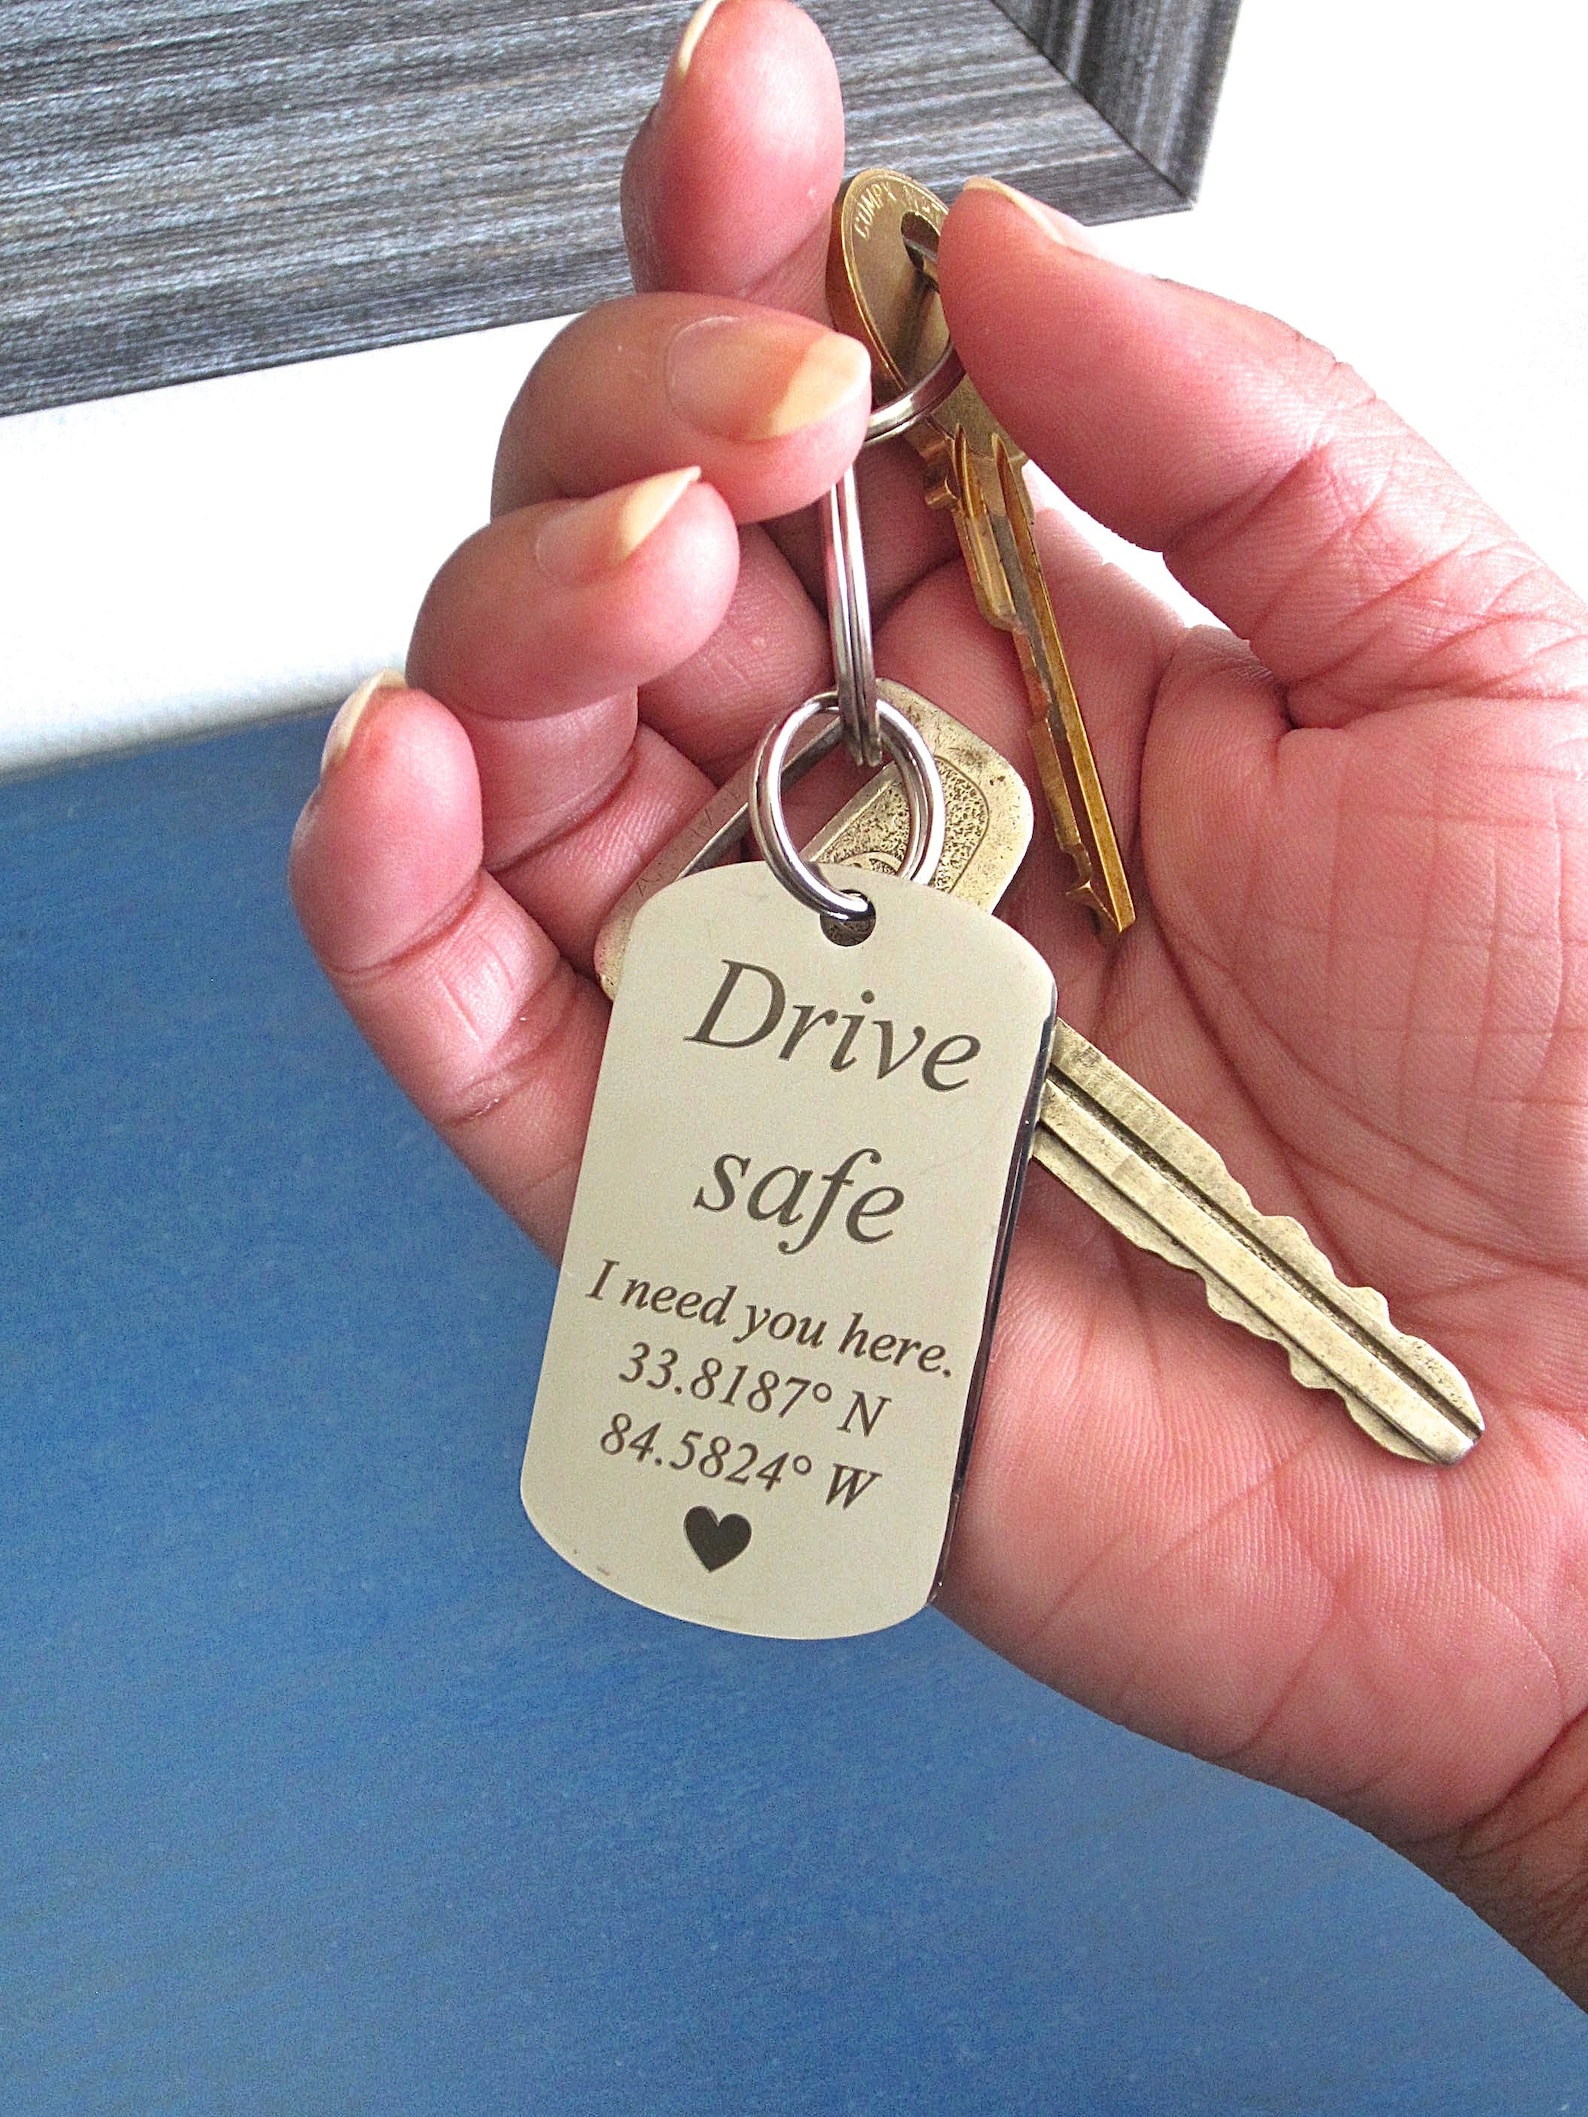 Drive
safe
I need you here.
33.8187° N
84.5824° W